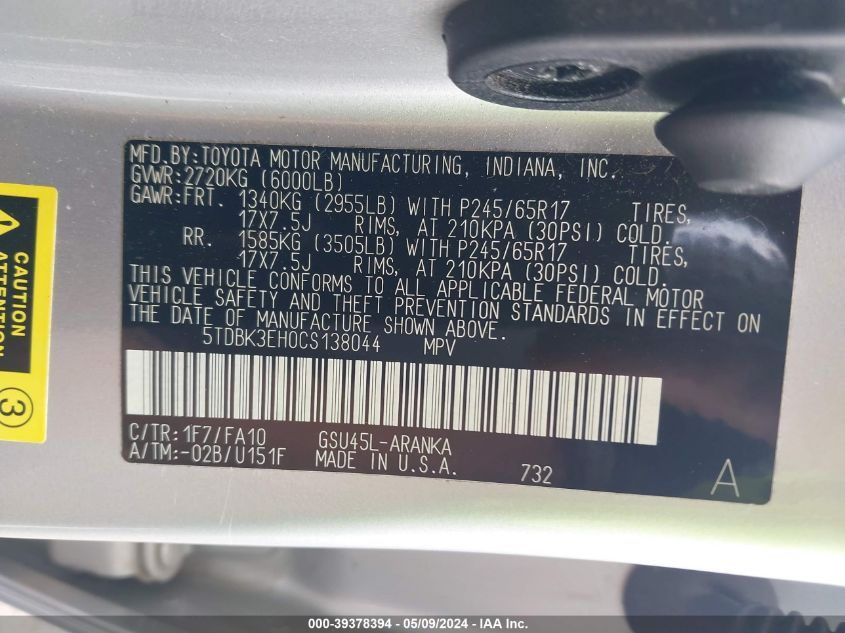 MFD.BY:TOYOTA MOTOR MANUFACTURING, INDIANA, INC.
GVWR:2720KG (6000LB)
GAWR:FRT. 1340KG (2955LB) WITH P245/65R17 TIRES,
17X7.5J RIMS, AT 210KPA (30PSI) COLD.
RR. 1585KG (3505LB) WITH P245/65R17 TIRES,
17X7.5J RIMS, AT 210KPA (30PSI) COLD.
THIS VEHICLE CONFORMS TO ALL APPLICABLE FEDERAL MOTOR
VEHICLE SAFETY AND THEFT PREVENTION STANDARDS IN EFFECT ON
THE DATE OF MANUFACTURE SHOWN ABOVE.
5TDBK3EH0CS138044 MPV
C/TR:1F7/FA10 GSU45L-ARANKA
A/TM:-02B/U151F MADE IN U.S.A. 732 A
CAUTION
ATTENTION
3
000-39378394 - 05/09/2024 - IAA Inc.